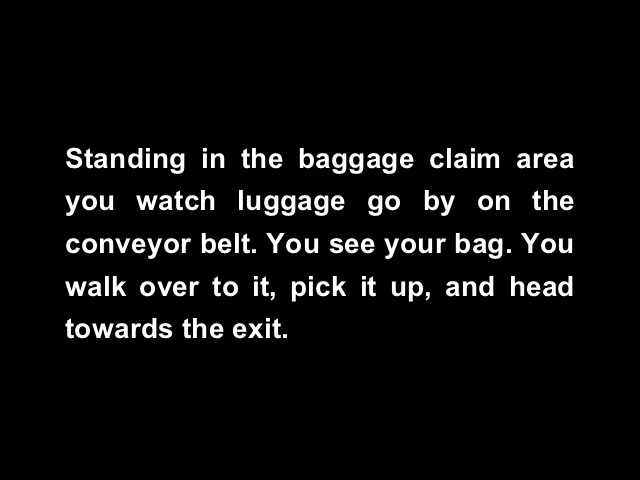 Standing in the baggage claim area
you watch luggage go by on the
conveyor belt. You see your bag. You
walk over to it, pick it up, and head
towards the exit.